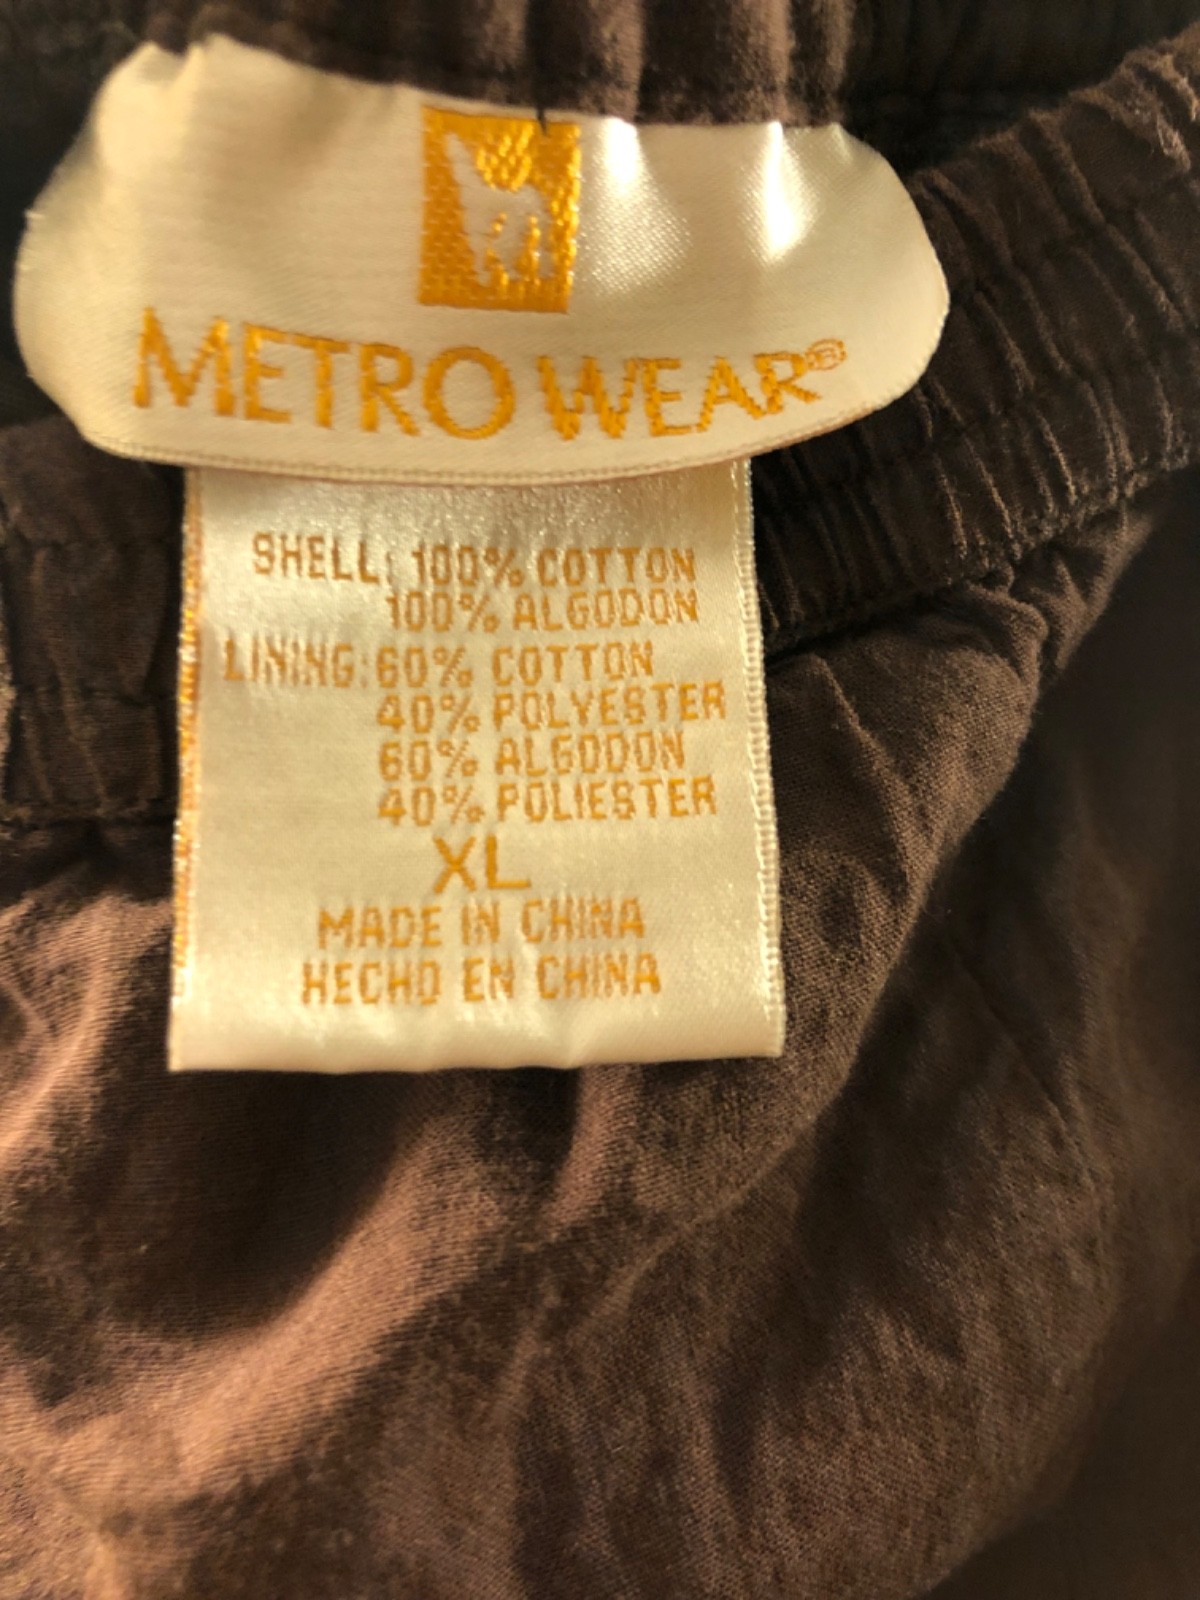 METRO WEAR®
SHELL: 100% COTTON
100% ALGODON
LINING: 60% COTTON
40% POLYESTER
60% ALGODON
40% POLIESTER
XL
MADE IN CHINA
HECHO EN CHINA